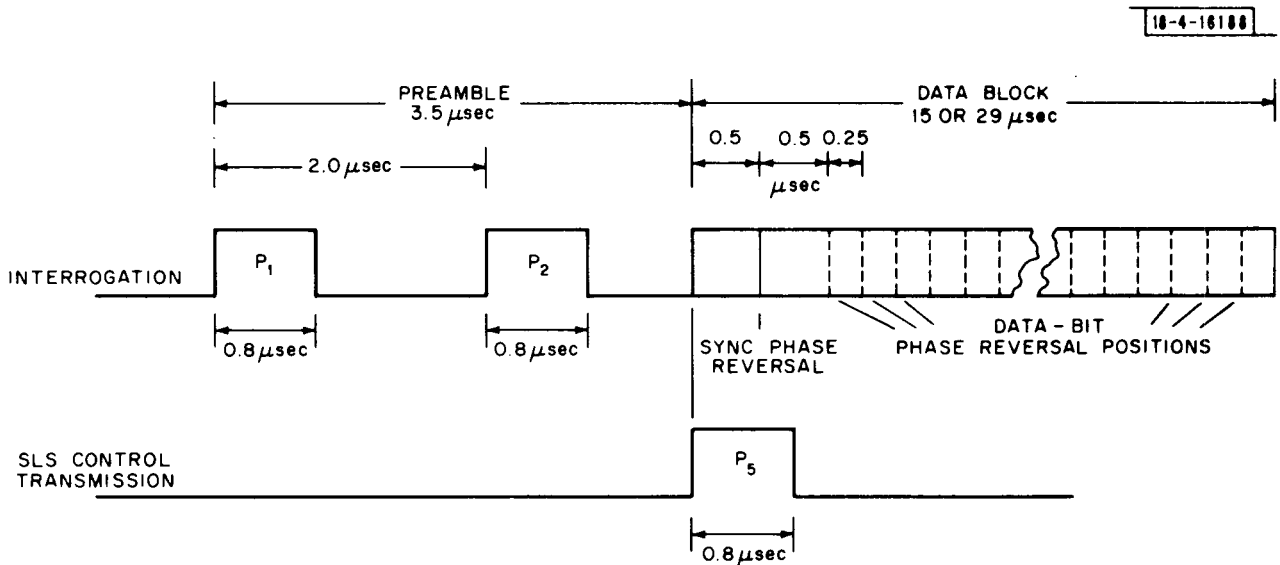 18-4-16188
PREAMBLE
3.5 μsec
DATA BLOCK
15 OR 29 μsec
0.5
0.5
0.25
μsec
2.0 μsec
INTERROGATION
P1
P2
0.8 μsec
0.8 μsec
SYNC PHASE
REVERSAL
DATA-BIT
PHASE REVERSAL POSITIONS
SLS CONTROL
TRANSMISSION
P5
0.8 μsec